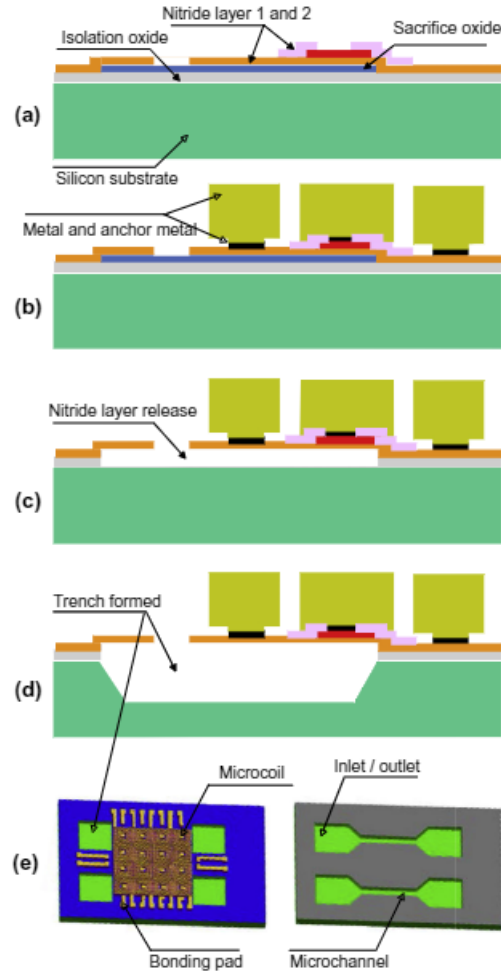 Nitride layer 1 and 2
Isolation oxide
Sacrifice oxide
(a)
Silicon substrate
Metal and anchor metal
(b)
Nitride layer release
(c)
Trench formed
(d)
Microcoil
Inlet / outlet
(e)
Bonding pad
Microchannel